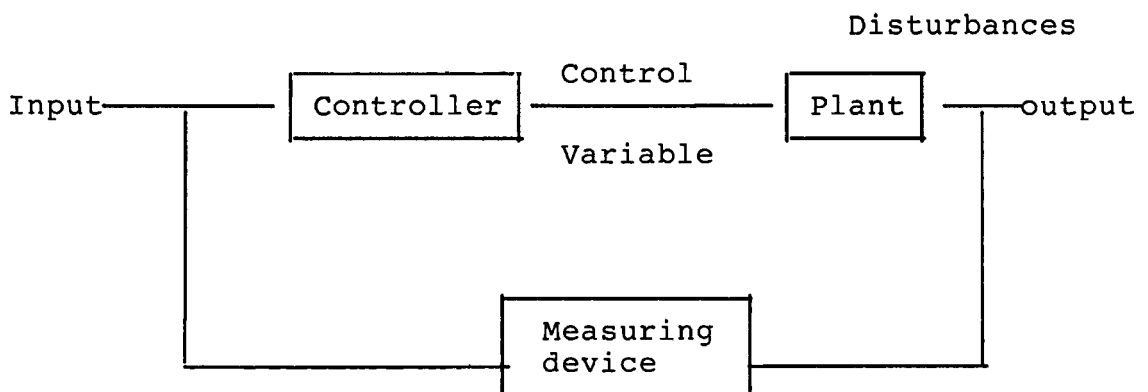 Disturbances
Control
Input
Controller
Plant
output
Variable
Measuring
device